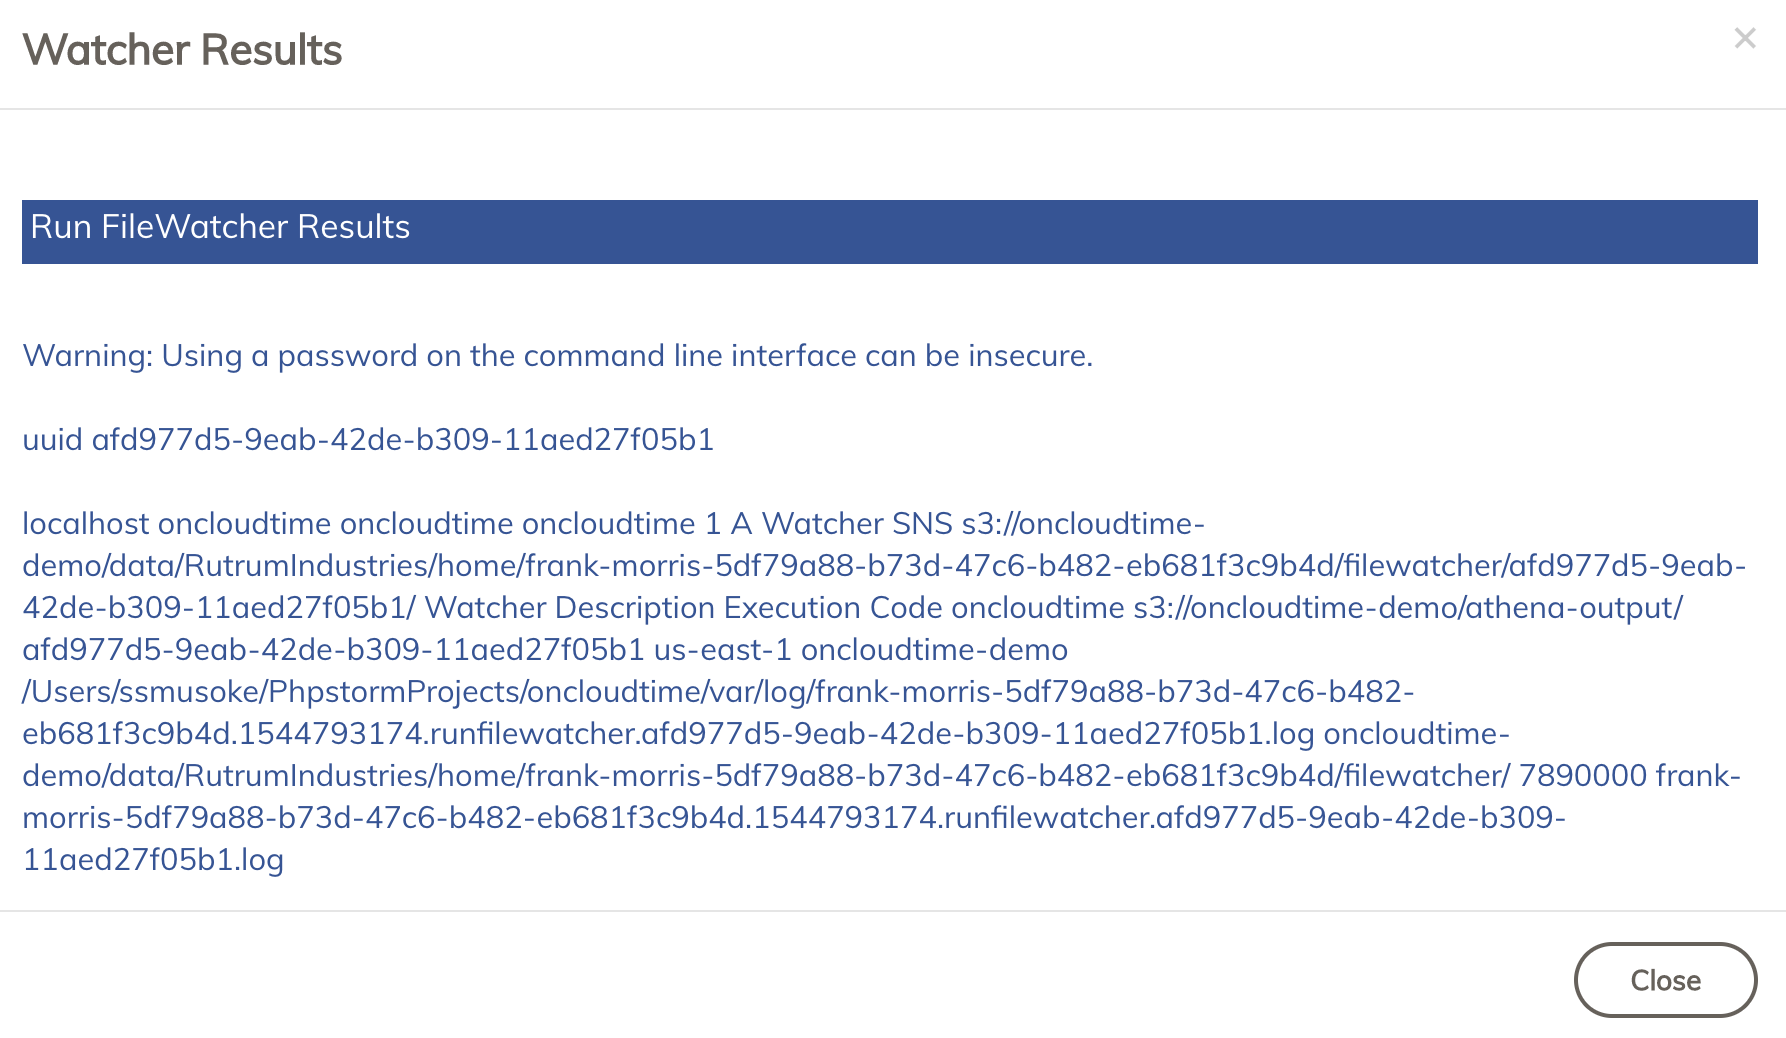 Watcher Results
×
Run FileWatcher Results
Warning: Using a password on the command line interface can be insecure.
uuid afd977d5-9eab-42de-b309-11aed27f05b1
localhost oncloudtime oncloudtime oncloudtime 1 A Watcher SNS s3://oncloudtime-
demo/data/RutrumIndustries/home/frank-morris-5df79a88-b73d-47c6-b482-eb681f3c9b4d/filewatcher/afd977d5-9eab-
42de-b309-11aed27f05b1/ Watcher Description Execution Code oncloudtime s3://oncloudtime-demo/athena-output/
afd977d5-9eab-42de-b309-11aed27f05b1 us-east-1 oncloudtime-demo
/Users/ssmusoke/PhpstormProjects/oncloudtime/var/log/frank-morris-5df79a88-b73d-47c6-b482-
eb681f3c9b4d.1544793174.runfilewatcher.afd977d5-9eab-42de-b309-11aed27f05b1.log oncloudtime-
demo/data/RutrumIndustries/home/frank-morris-5df79a88-b73d-47c6-b482-eb681f3c9b4d/filewatcher/ 7890000 frank-
morris-5df79a88-b73d-47c6-b482-eb681f3c9b4d.1544793174.runfilewatcher.afd977d5-9eab-42de-b309-
11aed27f05b1.log
Close